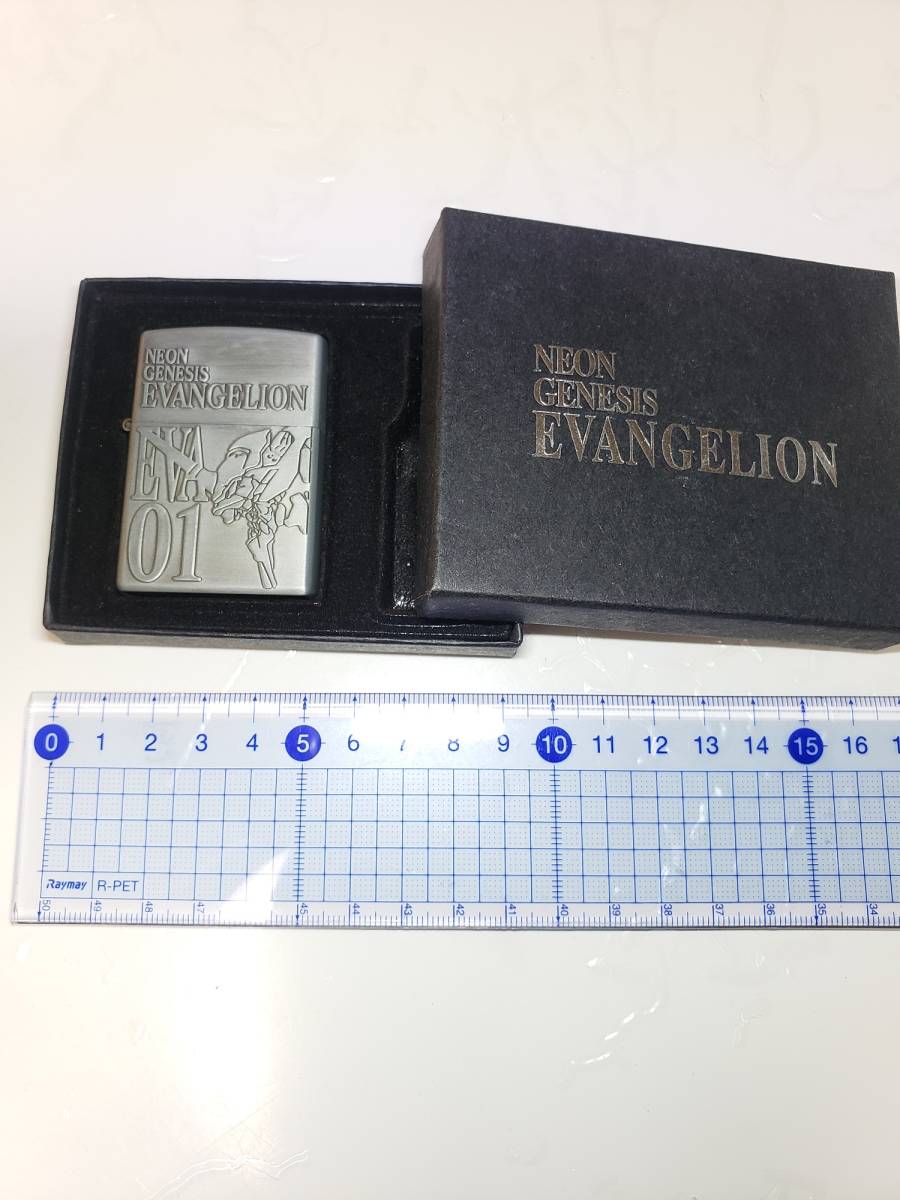 NEON
GENESIS
EVANGELION
EVA
01
NEON
GENESIS
EVANGELION
0 1 2 3 4 5 6 7 8 9 10 11 12 13 14 15 16
Raymay R-PET
50 49 48 47 45 44 43 42 41 40 39 38 37 36 35 34